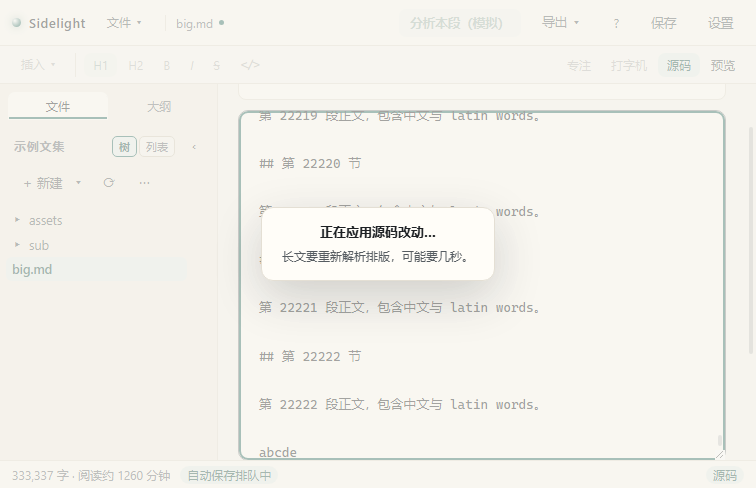 Sidelight 文件 big.md 分析本段（模拟） 导出 ? 保存 设置
插入 H1 H2 B I S </> 专注 打字机 源码 预览
文件 大纲
示例文集 树 列表
+ 新建
assets
sub
big.md
第 22219 段正文，包含中文与 latin words。
## 第 22220 节
words。
正在应用源码改动…
长文要重新解析排版，可能要几秒。
第 22221 段正文，包含中文与 latin words。
## 第 22222 节
第 22222 段正文，包含中文与 latin words。
abcde
333,337 字 · 阅读约 1260 分钟 自动保存排队中 源码